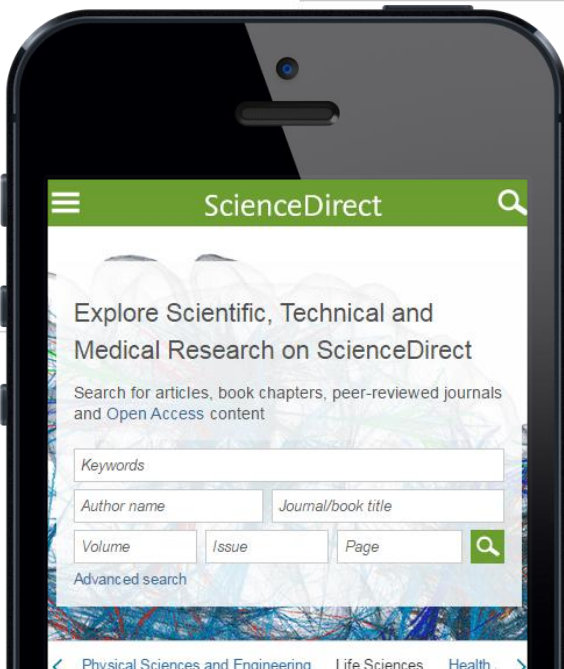 ScienceDirect
Explore Scientific, Technical and
Medical Research on ScienceDirect
Search for articles, book chapters, peer-reviewed journals
and Open Access content
Keywords
Author name Journal/book title
Volume Issue Page
Advanced search
Physical Sciences and Engineering Life Sciences Health